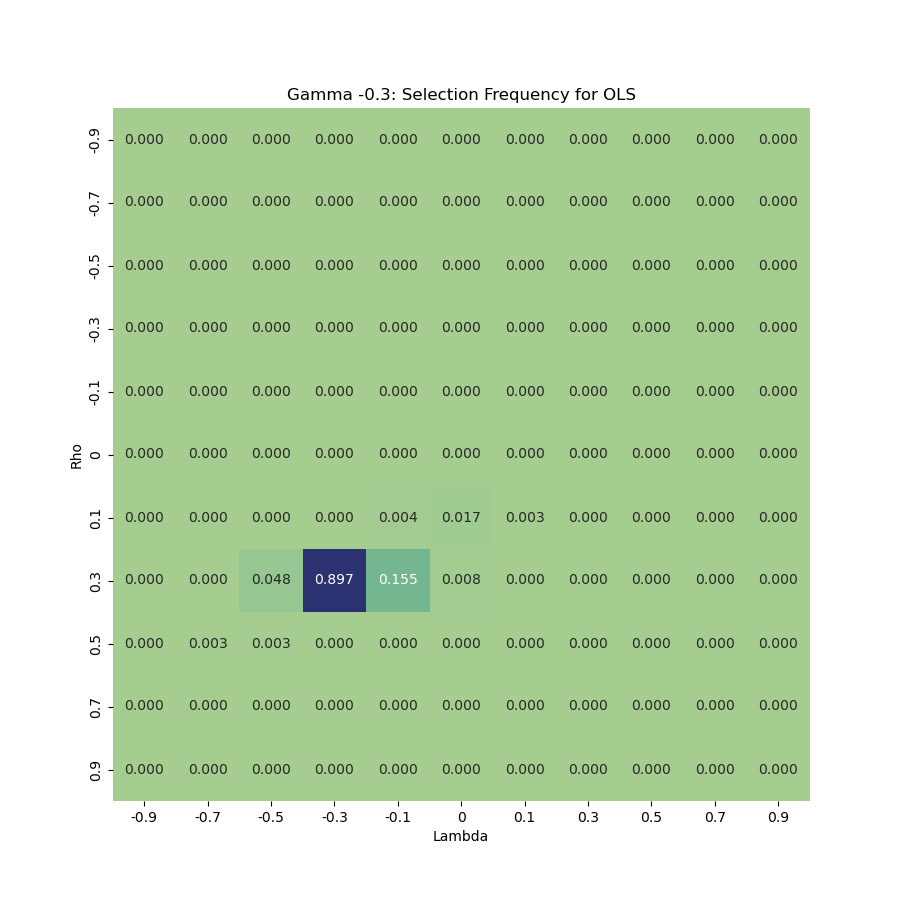 Gamma -0.3: Selection Frequency for OLS
-0.9 0.000 0.000 0.000 0.000 0.000 0.000 0.000 0.000 0.000 0.000 0.000
-0.7 0.000 0.000 0.000 0.000 0.000 0.000 0.000 0.000 0.000 0.000 0.000
-0.5 0.000 0.000 0.000 0.000 0.000 0.000 0.000 0.000 0.000 0.000 0.000
-0.3 0.000 0.000 0.000 0.000 0.000 0.000 0.000 0.000 0.000 0.000 0.000
-0.1 0.000 0.000 0.000 0.000 0.000 0.000 0.000 0.000 0.000 0.000 0.000
Rho
0 0.000 0.000 0.000 0.000 0.000 0.000 0.000 0.000 0.000 0.000 0.000
0.1 0.000 0.000 0.000 0.000 0.004 0.017 0.003 0.000 0.000 0.000 0.000
0.3 0.000 0.000 0.048 0.897 0.155 0.008 0.000 0.000 0.000 0.000 0.000
0.5 0.000 0.003 0.003 0.000 0.000 0.000 0.000 0.000 0.000 0.000 0.000
0.7 0.000 0.000 0.000 0.000 0.000 0.000 0.000 0.000 0.000 0.000 0.000
0.9 0.000 0.000 0.000 0.000 0.000 0.000 0.000 0.000 0.000 0.000 0.000
-0.9 -0.7 -0.5 -0.3 -0.1 0 0.1 0.3 0.5 0.7 0.9
Lambda